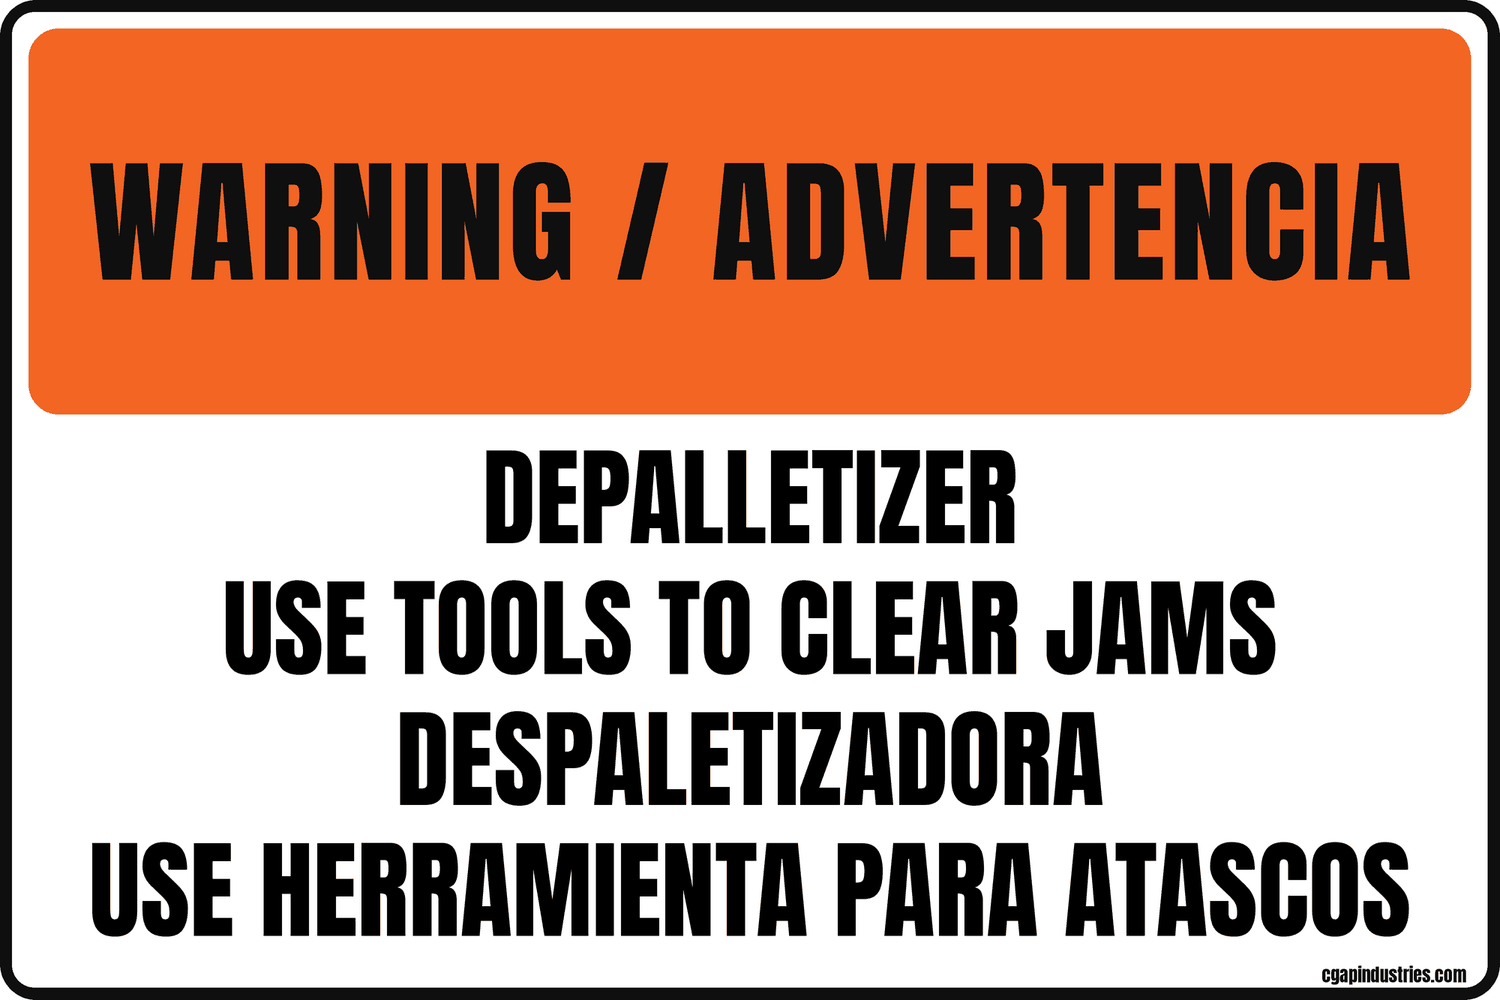 WARNING / ADVERTENCIA
DEPALLETIZER
USE TOOLS TO CLEAR JAMS
DESPALETIZADORA
USE HERRAMIENTA PARA ATASCOS
cgapindustries.com